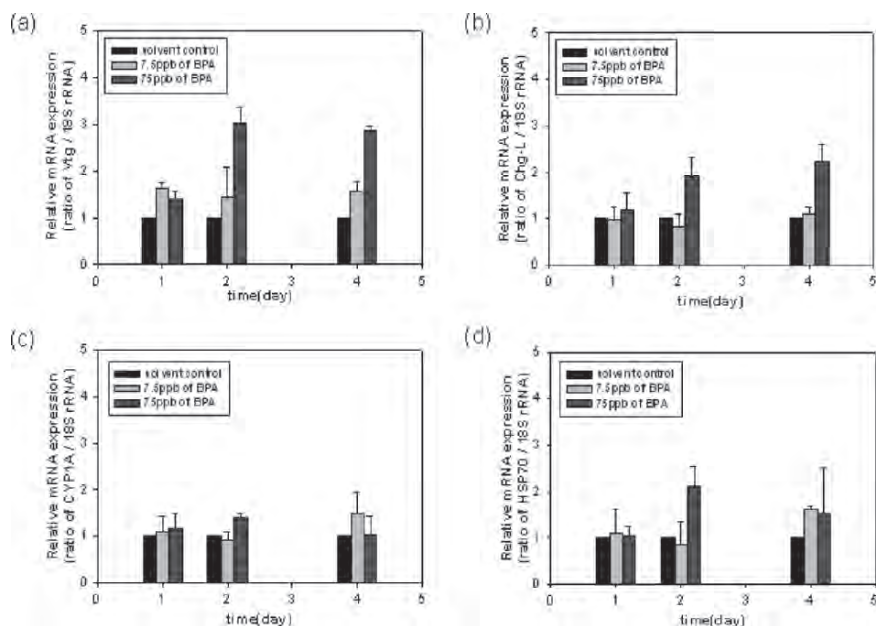 (a)
Relative mRNA expression
(ratio of Vtg / 18S rRNA)
5
4
3
2
1
0
solvent control
7.5ppb of BPA
75ppb of BPA
0 1 2 3 4 5
time(day)
(b)
Relative mRNA expression
(ratio of Chg-L / 18S rRNA)
5
4
3
2
1
0
solvent control
7.5ppb of BPA
75ppb of BPA
0 1 2 3 4 5
time(day)
(c)
Relative mRNA expression
(ratio of CYP1A / 18S rRNA)
5
4
3
2
1
0
solvent control
7.5ppb of BPA
75ppb of BPA
0 1 2 3 4 5
time(day)
(d)
Relative mRNA expression
(ratio of HSP70 / 18S rRNA)
5
4
3
2
1
0
solvent control
7.5ppb of BPA
75ppb of BPA
0 1 2 3 4 5
time(day)